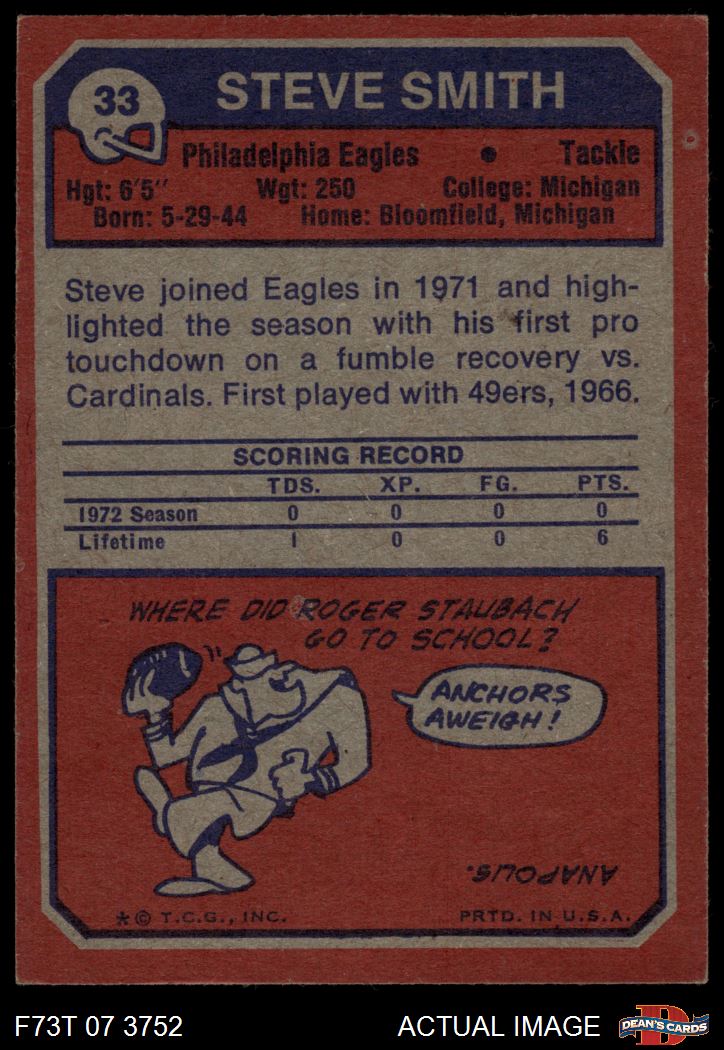 33
STEVE SMITH
Philadelphia Eagles • Tackle
Hgt: 6'5" Wgt: 250 College: Michigan
Born: 5-29-44 Home: Bloomfield, Michigan
Steve joined Eagles in 1971 and high-
lighted the season with his first pro
touchdown on a fumble recovery vs.
Cardinals. First played with 49ers, 1966.
SCORING RECORD
TDS. XP. FG. PTS.
1972 Season 0 0 0 0
Lifetime 1 0 0 6
WHERE DID ROGER STAUBACH
GO TO SCHOOL?
ANCHORS
AWEIGH!
ANAPOLIS.
*© T.C.G., INC. PRTD. IN U.S.A.
F73T 07 3752 ACTUAL IMAGE
D
DEAN'S CARDS